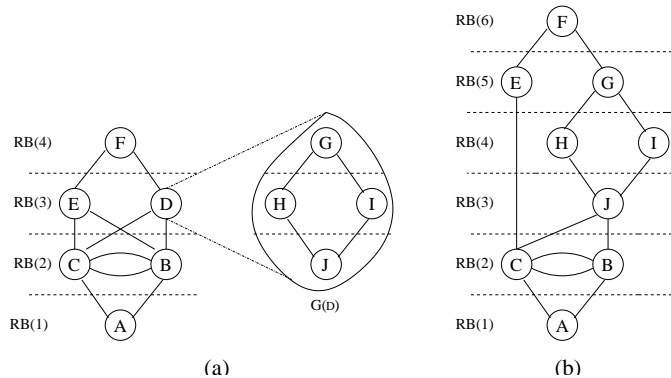 RB(4)
F
RB(3)
E
D
RB(2)
C
B
RB(1)
A
G
H
I
J
G(D)
(a)
RB(6)
F
RB(5)
E
G
RB(4)
H
I
RB(3)
J
RB(2)
C
B
RB(1)
A
(b)